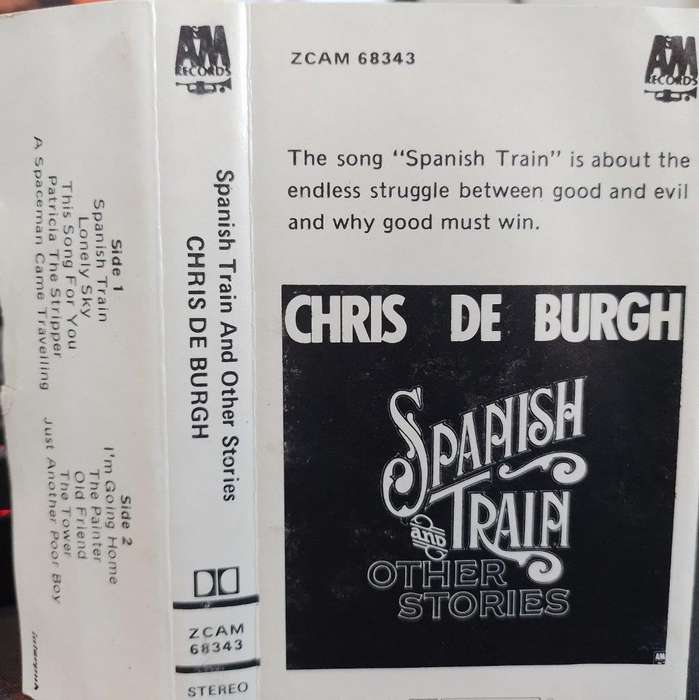 Side 1
Spanish Train
Lonely Sky
This Song For You
Patricia The Stripper
A Spaceman Came Travelling
Side 2
I'm Going Home
The Painter
Old Friend
The Tower
Just Another Poor Boy
A&M
RECORDS
Spanish Train And Other Stories
CHRIS DE BURGH
ZCAM
68343
STEREO
ZCAM 68343
A&M
RECORDS
The song "Spanish Train" is about the
endless struggle between good and evil
and why good must win.
CHRIS DE BURGH
SPANISH
TRAIN
and
OTHER
STORIES
A&M